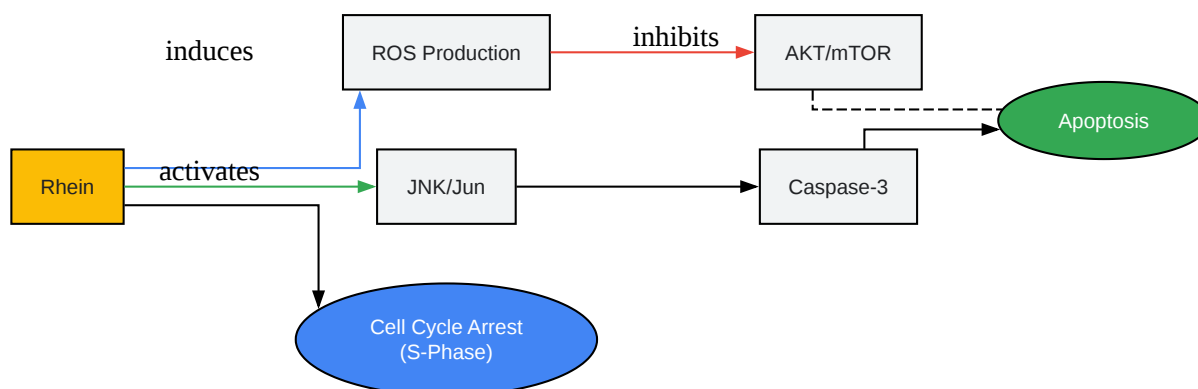 induces
ROS Production
inhibits
AKT/mTOR
Apoptosis
Rhein
activates
JNK/Jun
Caspase-3
Cell Cycle Arrest
(S-Phase)